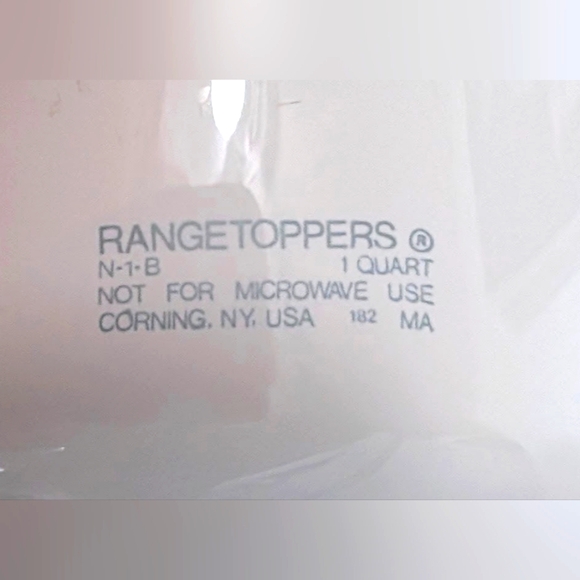 RANGETOPPERS ®
N-1-B 1 QUART
NOT FOR MICROWAVE USE
CORNING, NY, USA 182 MA